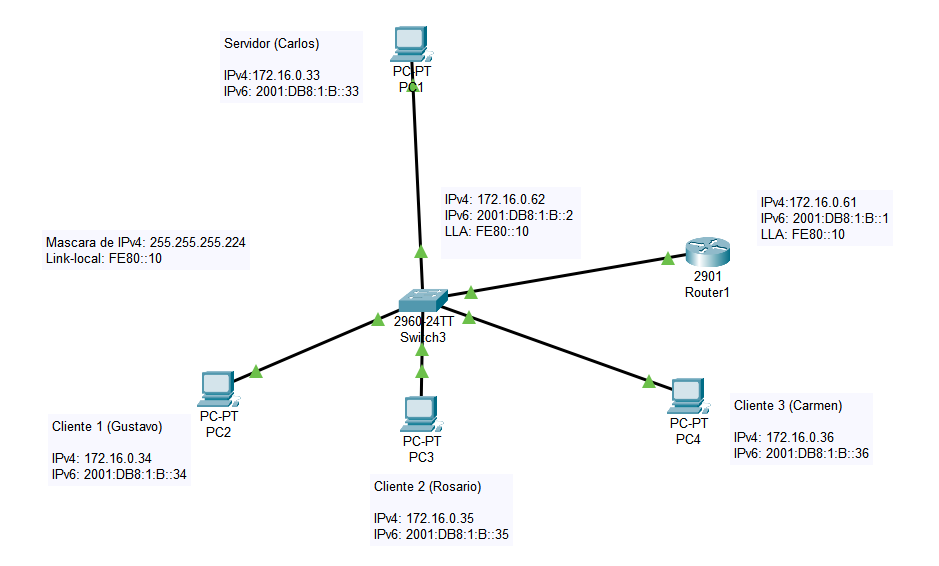 Servidor (Carlos)
IPv4:172.16.0.33
IPv6: 2001:DB8:1:B::33
PC-PT
PC1
IPv4: 172.16.0.62
IPv6: 2001:DB8:1:B::2
LLA: FE80::10
IPv4:172.16.0.61
IPv6: 2001:DB8:1:B::1
LLA: FE80::10
Mascara de IPv4: 255.255.255.224
Link-local: FE80::10
2901
Router1
2960-24TT
Switch3
PC-PT
PC2
Cliente 1 (Gustavo)
IPv4: 172.16.0.34
IPv6: 2001:DB8:1:B::34
PC-PT
PC3
Cliente 2 (Rosario)
IPv4: 172.16.0.35
IPv6: 2001:DB8:1:B::35
PC-PT
PC4
Cliente 3 (Carmen)
IPv4: 172.16.0.36
IPv6: 2001:DB8:1:B::36